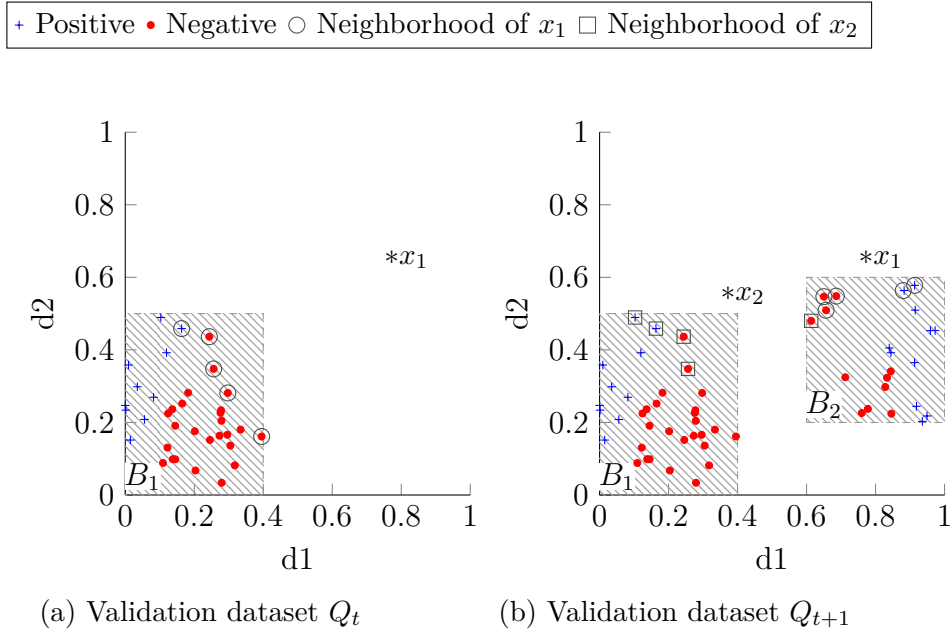 + Positive • Negative ○ Neighborhood of x₁ □ Neighborhood of x₂
1
0.8
0.6
0.4
0.2
0
d2
*x₁
B₁
0 0.2 0.4 0.6 0.8 1
d1
(a) Validation dataset Qₜ
1
0.8
0.6
0.4
0.2
0
d2
*x₁
*x₂
B₂
B₁
0 0.2 0.4 0.6 0.8 1
d1
(b) Validation dataset Qₜ₊₁